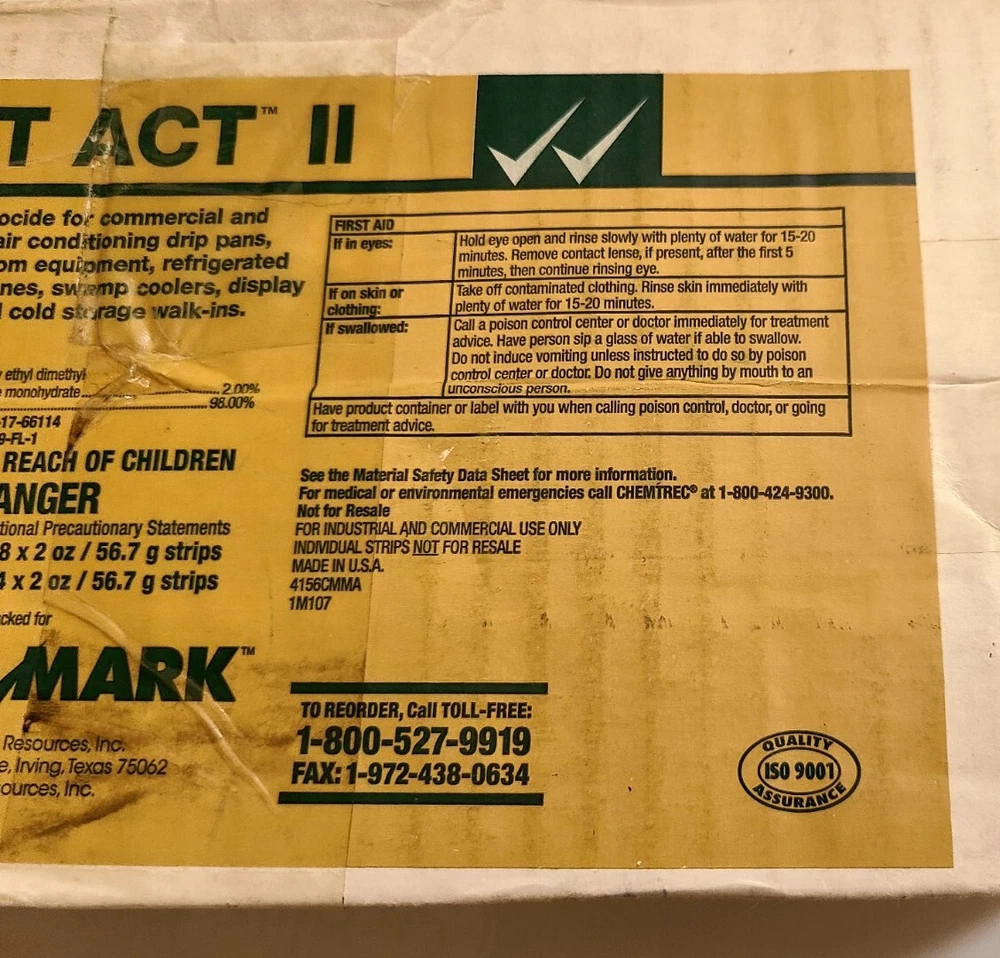 T ACT™ II
ocide for commercial and
air conditioning drip pans,
om equipment, refrigerated
nes, swamp coolers, display
cold storage walk-ins.
ethyl dimethyl
monohydrate.......2.00%
.......98.00%
-17-66114
9-FL-1
REACH OF CHILDREN
ANGER
tional Precautionary Statements
8 x 2 oz / 56.7 g strips
4 x 2 oz / 56.7 g strips
cked for
MARK™
Resources, Inc.
e, Irving, Texas 75062
ources, Inc.
FIRST AID
If in eyes: Hold eye open and rinse slowly with plenty of water for 15-20
minutes. Remove contact lense, if present, after the first 5
minutes, then continue rinsing eye.
If on skin or Take off contaminated clothing. Rinse skin immediately with
clothing: plenty of water for 15-20 minutes.
If swallowed: Call a poison control center or doctor immediately for treatment
advice. Have person sip a glass of water if able to swallow.
Do not induce vomiting unless instructed to do so by poison
control center or doctor. Do not give anything by mouth to an
unconscious person.
Have product container or label with you when calling poison control, doctor, or going
for treatment advice.
See the Material Safety Data Sheet for more information.
For medical or environmental emergencies call CHEMTREC® at 1-800-424-9300.
Not for Resale
FOR INDUSTRIAL AND COMMERCIAL USE ONLY
INDIVIDUAL STRIPS NOT FOR RESALE
MADE IN U.S.A.
4156CMMA
1M107
TO REORDER, Call TOLL-FREE:
1-800-527-9919
FAX: 1-972-438-0634
QUALITY
ISO 9001
ASSURANCE